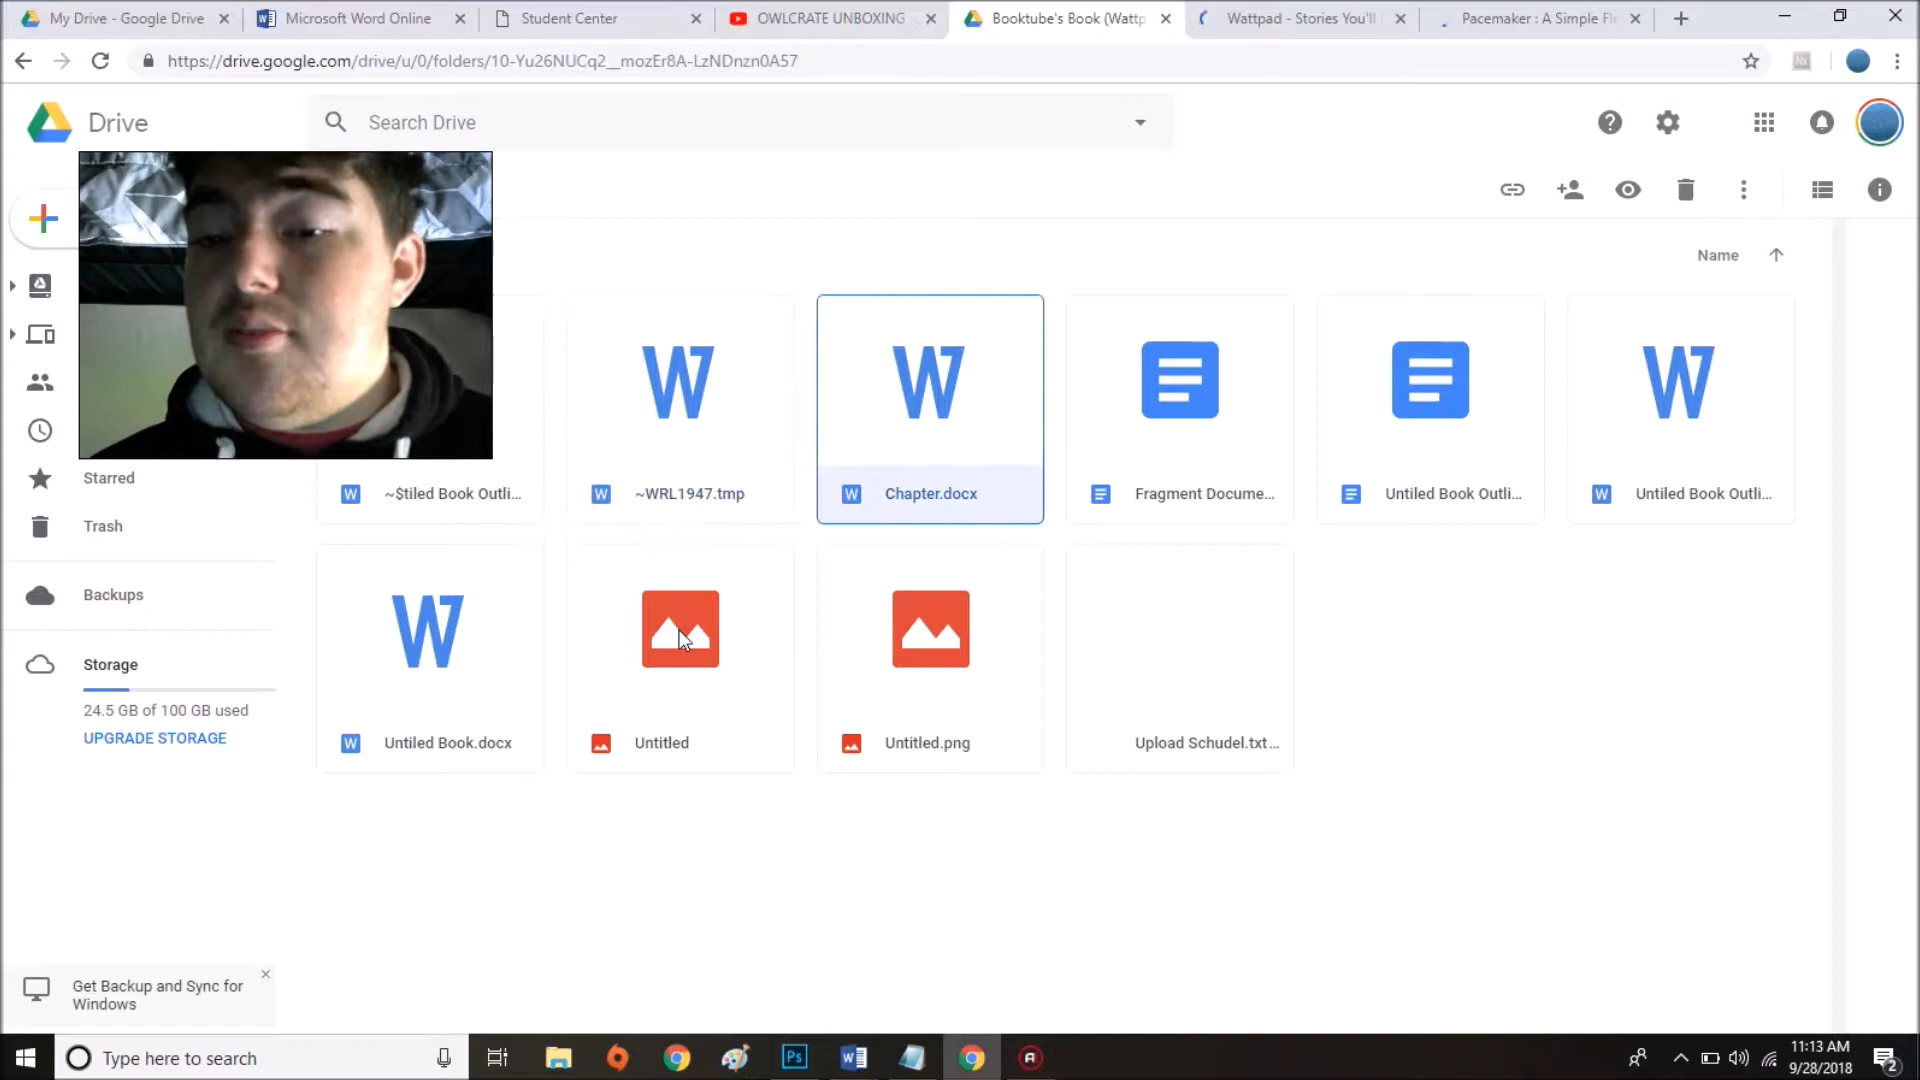 My Drive - Google Drive
Microsoft Word Online
Student Center
OWLCRATE UNBOXING
Booktube's Book (Wattp
Wattpad - Stories You'll
Pacemaker : A Simple Fle
https://drive.google.com/drive/u/0/folders/10-Yu26NUCq2__mozEr8A-LzNDnzn0A57
Drive
Search Drive
Name
~$tiled Book Outli...
~WRL1947.tmp
Chapter.docx
Fragment Docume...
Untiled Book Outli...
Untiled Book Outli...
Starred
Trash
Backups
Storage
24.5 GB of 100 GB used
UPGRADE STORAGE
Untiled Book.docx
Untitled
Untitled.png
Upload Schudel.txt...
Get Backup and Sync for
Windows
Type here to search
Ps
11:13 AM
9/28/2018
2